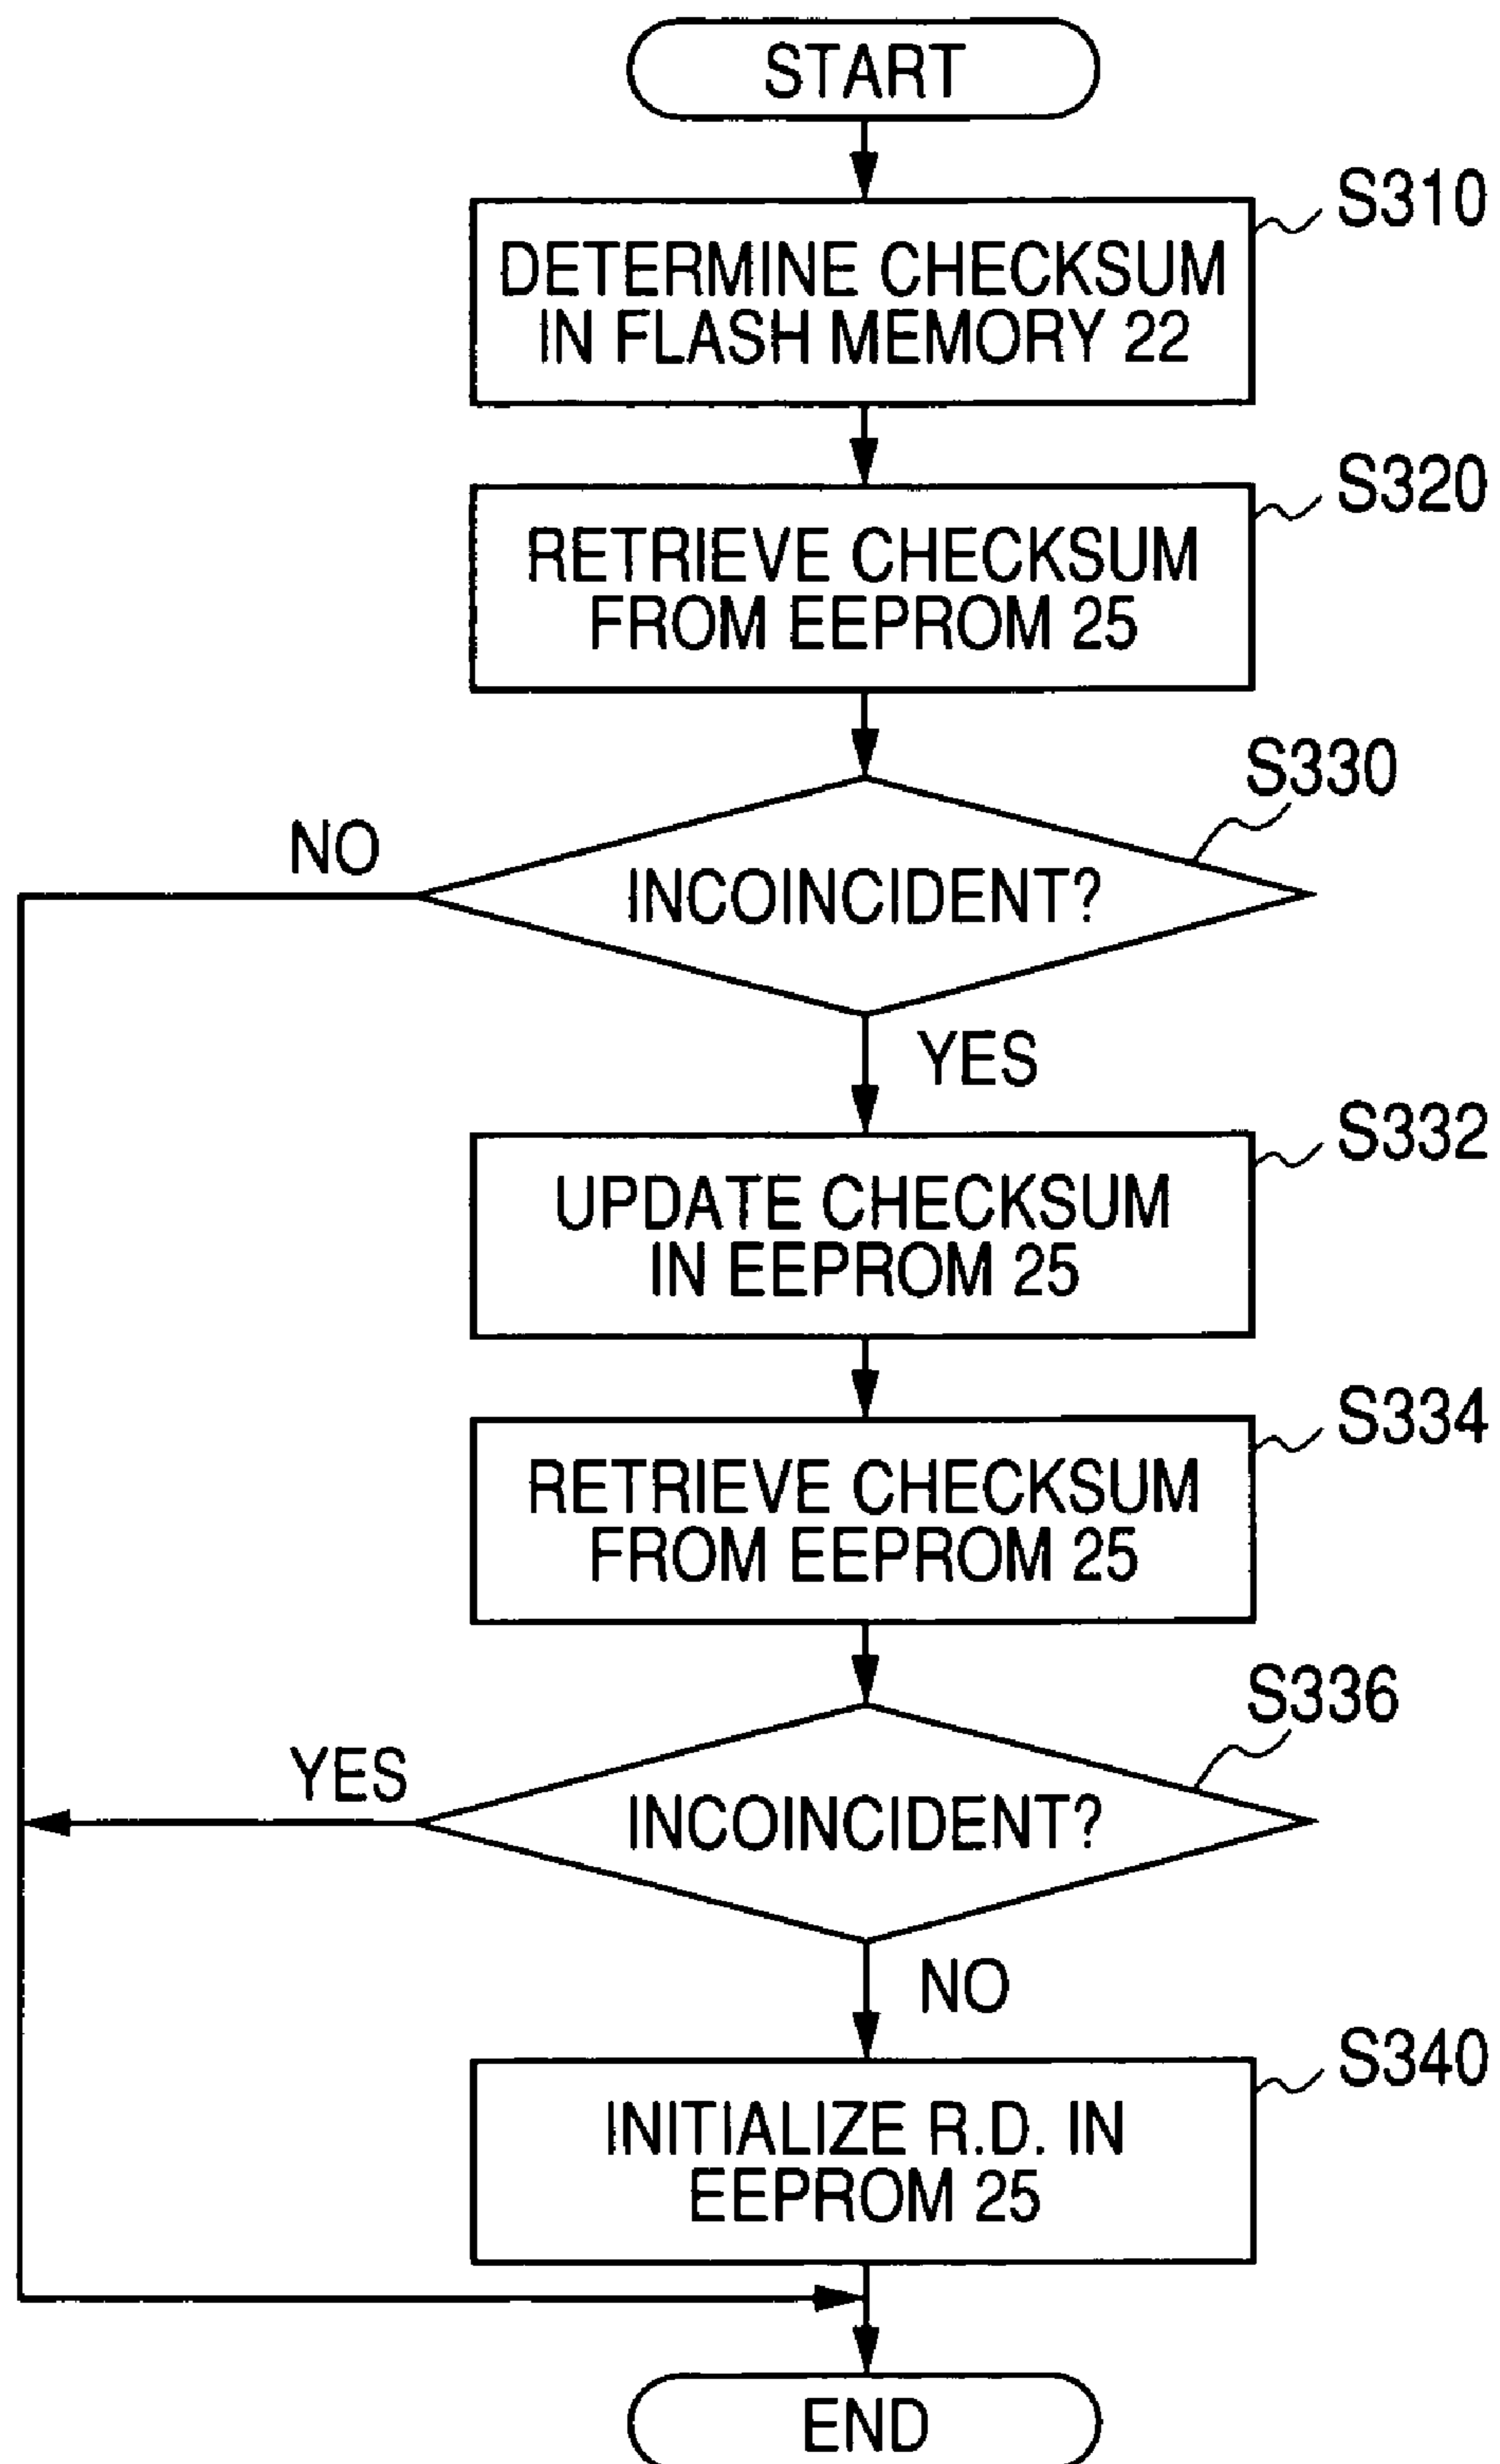 START
S310
DETERMINE CHECKSUM
IN FLASH MEMORY 22
S320
RETRIEVE CHECKSUM
FROM EEPROM 25
S330
NO
INCOINCIDENT?
YES
S332
UPDATE CHECKSUM
IN EEPROM 25
S334
RETRIEVE CHECKSUM
FROM EEPROM 25
S336
YES
INCOINCIDENT?
NO
S340
INITIALIZE R.D. IN
EEPROM 25
END